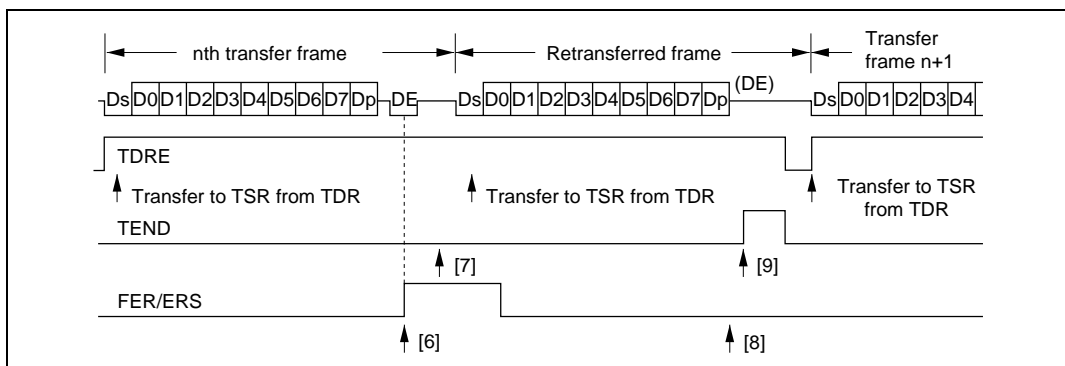 nth transfer frame
Retransferred frame
Transfer
frame n+1
Ds D0 D1 D2 D3 D4 D5 D6 D7 Dp DE
Ds D0 D1 D2 D3 D4 D5 D6 D7 Dp
(DE)
Ds D0 D1 D2 D3 D4
TDRE
Transfer to TSR from TDR
Transfer to TSR from TDR
Transfer to TSR
from TDR
TEND
[7]
[9]
FER/ERS
[6]
[8]